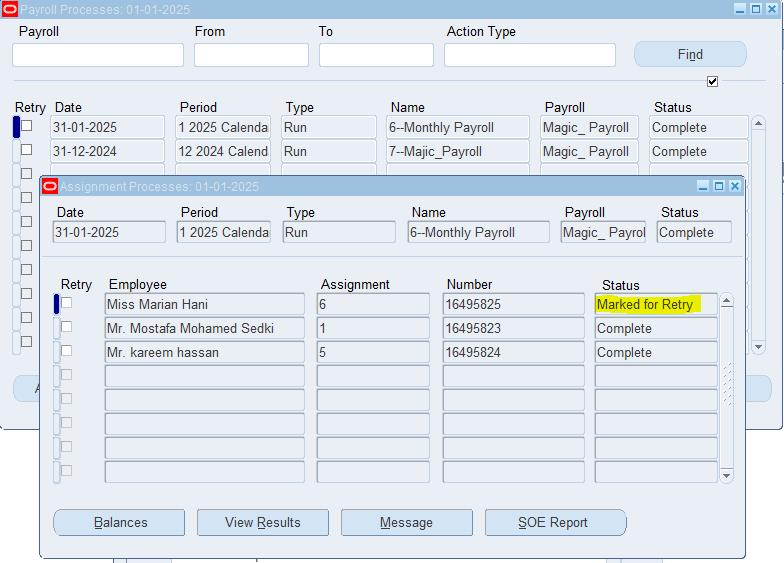 Payroll Processes: 01-01-2025
Payroll From To Action Type
Find
Retry Date Period Type Name Payroll Status
31-01-2025 1 2025 Calenda Run 6--Monthly Payroll Magic_ Payroll Complete
31-12-2024 12 2024 Calend Run 7--Majic_Payroll Magic_ Payroll Complete
Assignment Processes: 01-01-2025
Date Period Type Name Payroll Status
31-01-2025 1 2025 Calenda Run 6--Monthly Payroll Magic_ Payrol Complete
Retry Employee Assignment Number Status
Miss Marian Hani 6 16495825 Marked for Retry
Mr. Mostafa Mohamed Sedki 1 16495823 Complete
Mr. kareem hassan 5 16495824 Complete
Balances View Results Message SOE Report